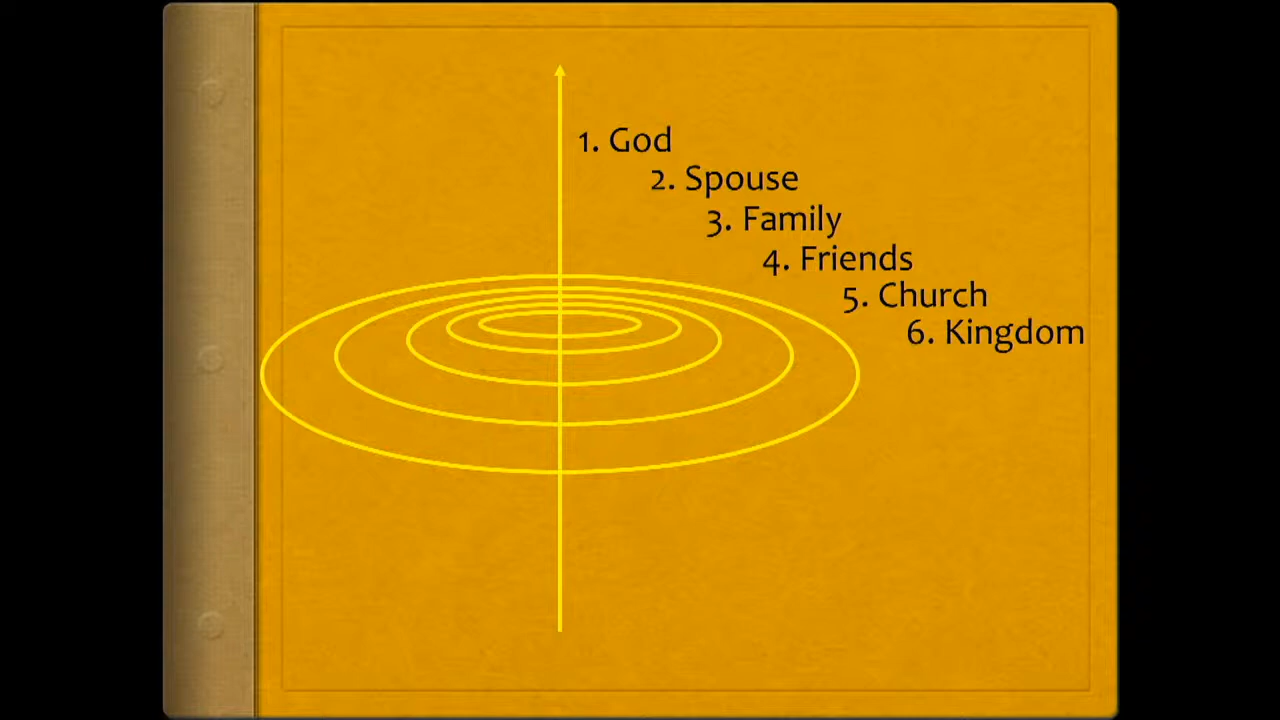 1. God
2. Spouse
3. Family
4. Friends
5. Church
6. Kingdom